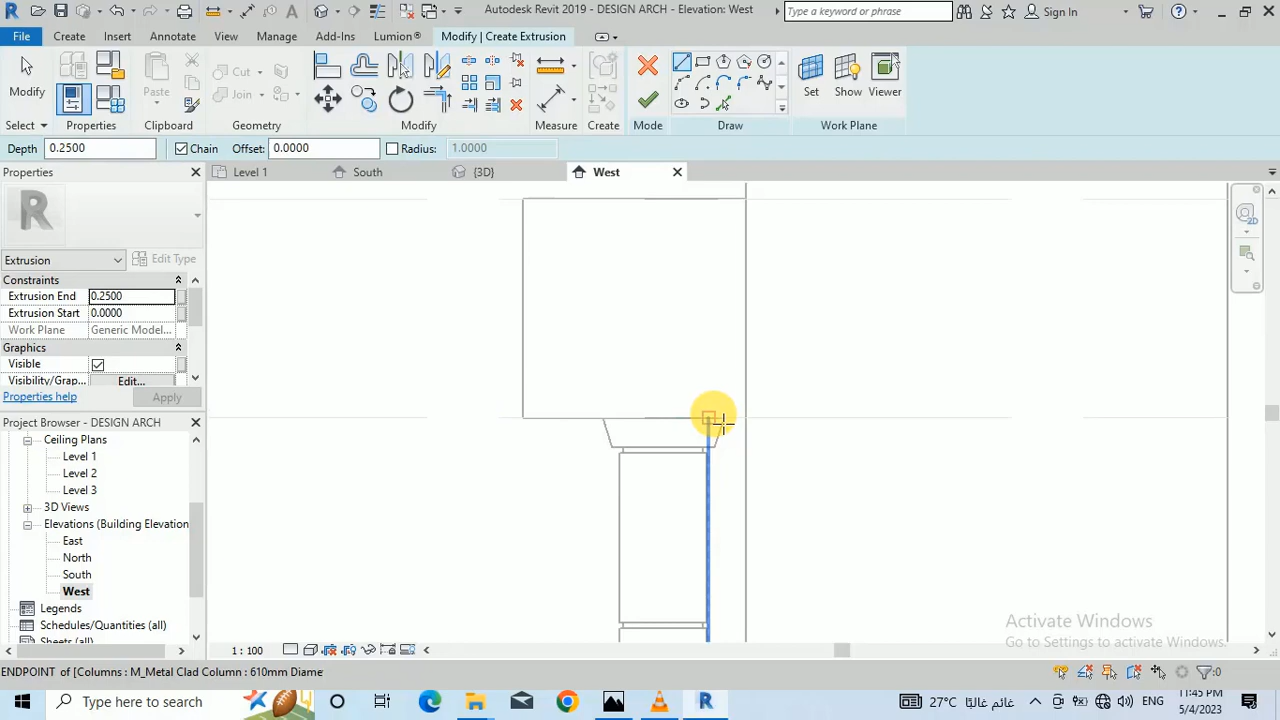 Autodesk Revit 2019 - DESIGN ARCH - Elevation: West
Type a keyword or phrase
Sign In
File
Create
Insert
Annotate
View
Manage
Add-Ins
Lumion®
Modify | Create Extrusion
Modify
Cut
Join
Paste
Set
Show
Viewer
Select
Properties
Clipboard
Geometry
Modify
Measure
Create
Mode
Draw
Work Plane
Depth
0.2500
Chain
Offset:
0.0000
Radius:
1.0000
Properties
Level 1
South
{3D}
West
R
2D
Extrusion
Edit Type
Constraints
Extrusion End
0.2500
Extrusion Start
0.0000
Work Plane
Generic Model...
Graphics
Visible
Visibility/Grap...
Edit...
Properties help
Apply
Project Browser - DESIGN ARCH
Ceiling Plans
Level 1
Level 2
Level 3
3D Views
Elevations (Building Elevation
East
North
South
West
Legends
Schedules/Quantities (all)
Sheets (all)
Activate Windows
Go to Settings to activate Windows.
1 : 100
ENDPOINT of [Columns : M_Metal Clad Column : 610mm Diame
:0
Type here to search
27°C
غائم غالبًا
ENG
11:45 PM
5/4/2023